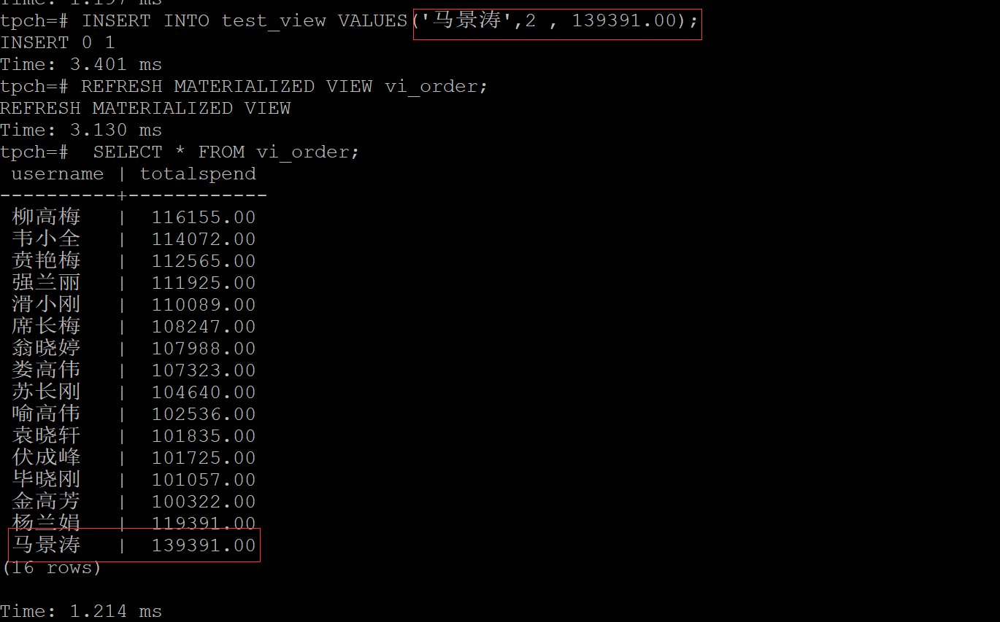 Time: 1.197 ms
tpch=# INSERT INTO test_view VALUES('马景涛',2 , 139391.00);
INSERT 0 1
Time: 3.401 ms
tpch=# REFRESH MATERIALIZED VIEW vi_order;
REFRESH MATERIALIZED VIEW
Time: 3.130 ms
tpch=#  SELECT * FROM vi_order;
 username | totalspend
----------+------------
 柳高梅   |  116155.00
 韦小全   |  114072.00
 贲艳梅   |  112565.00
 强兰丽   |  111925.00
 滑小刚   |  110089.00
 席长梅   |  108247.00
 翁晓婷   |  107988.00
 娄高伟   |  107323.00
 苏长刚   |  104640.00
 喻高伟   |  102536.00
 袁晓轩   |  101835.00
 伏成峰   |  101725.00
 毕晓刚   |  101057.00
 金高芳   |  100322.00
 杨兰娟   |  119391.00
 马景涛   |  139391.00
(16 rows)
Time: 1.214 ms